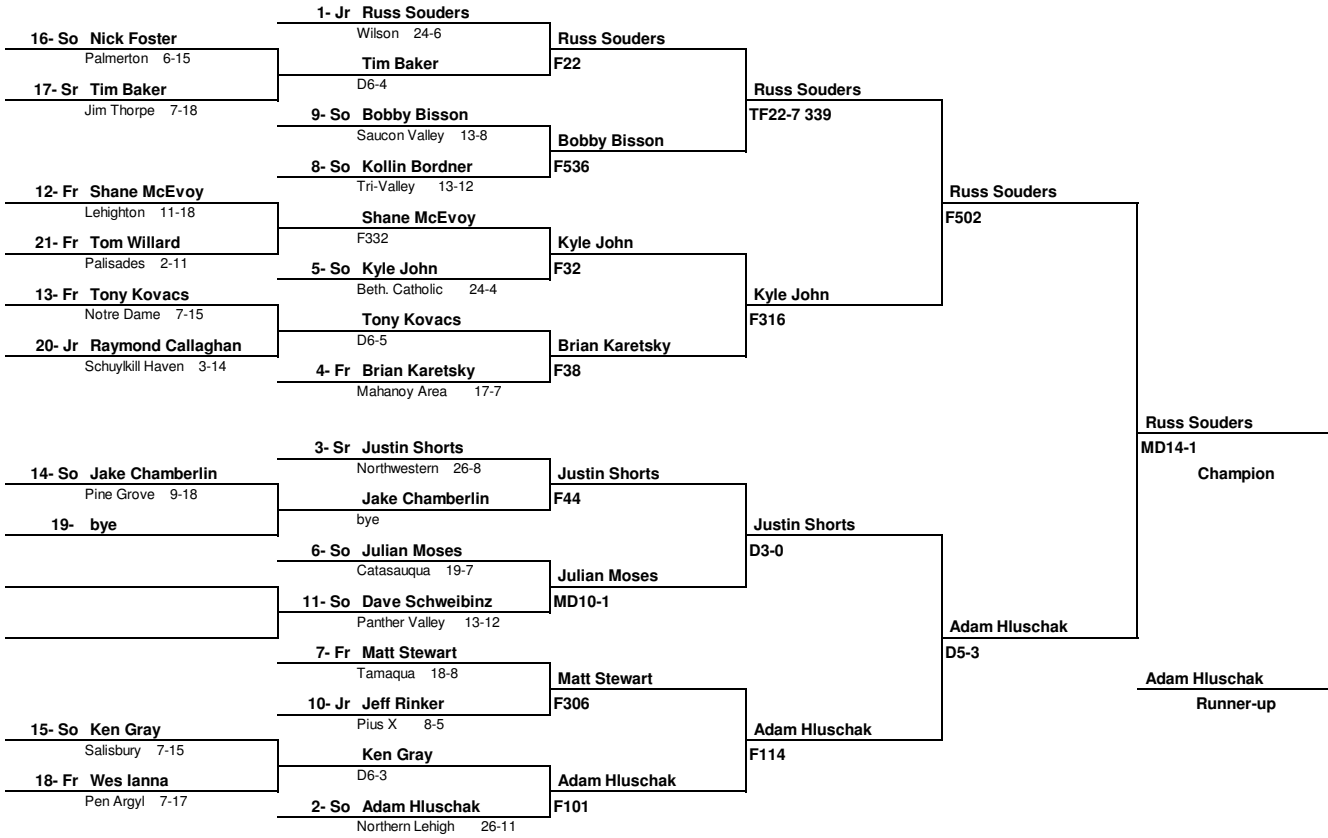 1- Jr Russ Souders
Wilson 24-6
16- So Nick Foster
Palmerton 6-15
Russ Souders
F22
Tim Baker
D6-4
17- Sr Tim Baker
Jim Thorpe 7-18
Russ Souders
TF22-7 339
9- So Bobby Bisson
Saucon Valley 13-8
Bobby Bisson
F536
8- So Kollin Bordner
Tri-Valley 13-12
12- Fr Shane McEvoy
Lehighton 11-18
Russ Souders
F502
Shane McEvoy
F332
21- Fr Tom Willard
Palisades 2-11
Kyle John
F32
5- So Kyle John
Beth. Catholic 24-4
13- Fr Tony Kovacs
Notre Dame 7-15
Kyle John
F316
Tony Kovacs
D6-5
20- Jr Raymond Callaghan
Schuylkill Haven 3-14
Brian Karetsky
F38
4- Fr Brian Karetsky
Mahanoy Area 17-7
Russ Souders
MD14-1
Champion
3- Sr Justin Shorts
Northwestern 26-8
14- So Jake Chamberlin
Pine Grove 9-18
Justin Shorts
F44
Jake Chamberlin
bye
19- bye
Justin Shorts
D3-0
6- So Julian Moses
Catasauqua 19-7
Julian Moses
MD10-1
11- So Dave Schweibinz
Panther Valley 13-12
Adam Hluschak
D5-3
7- Fr Matt Stewart
Tamaqua 18-8
Matt Stewart
F306
Adam Hluschak
Runner-up
10- Jr Jeff Rinker
Pius X 8-5
15- So Ken Gray
Salisbury 7-15
Adam Hluschak
F114
Ken Gray
D6-3
18- Fr Wes Ianna
Pen Argyl 7-17
Adam Hluschak
F101
2- So Adam Hluschak
Northern Lehigh 26-11